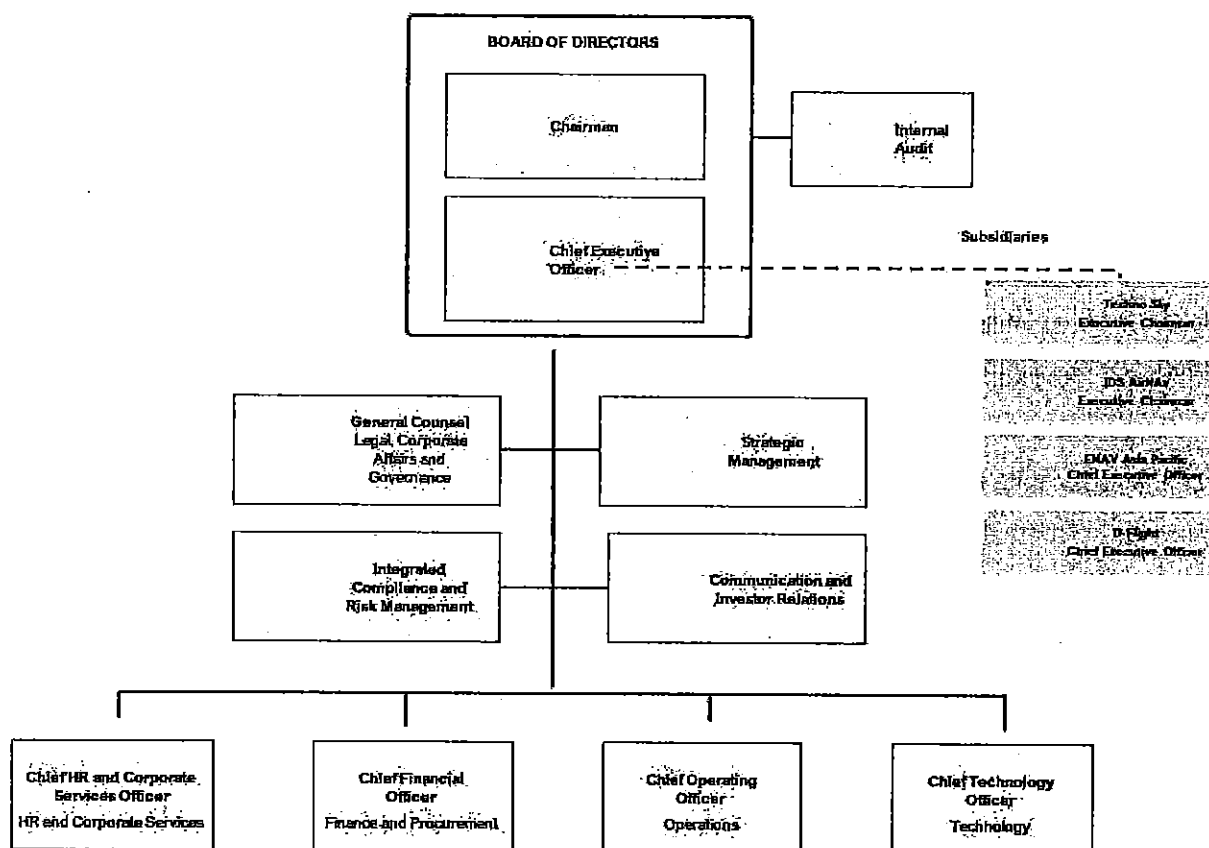 BOARD OF DIRECTORS
Chairman
Internal
Audit
Chief Executive
Officer
Subsidiaries
Techno Sky
Executive Chairman
IDS AirNav
Executive Chairman
ENAV Asia Pacific
Chief Executive Officer
D-Flight
Chief Executive Officer
General Counsel
Legal, Corporate
Affairs and
Governance
Strategic
Management
Integrated
Compliance and
Risk Management
Communication and
Investor Relations
Chief HR and Corporate
Services Officer
HR and Corporate Services
Chief Financial
Officer
Finance and Procurement
Chief Operating
Officer
Operations
Chief Technology
Officer
Technology